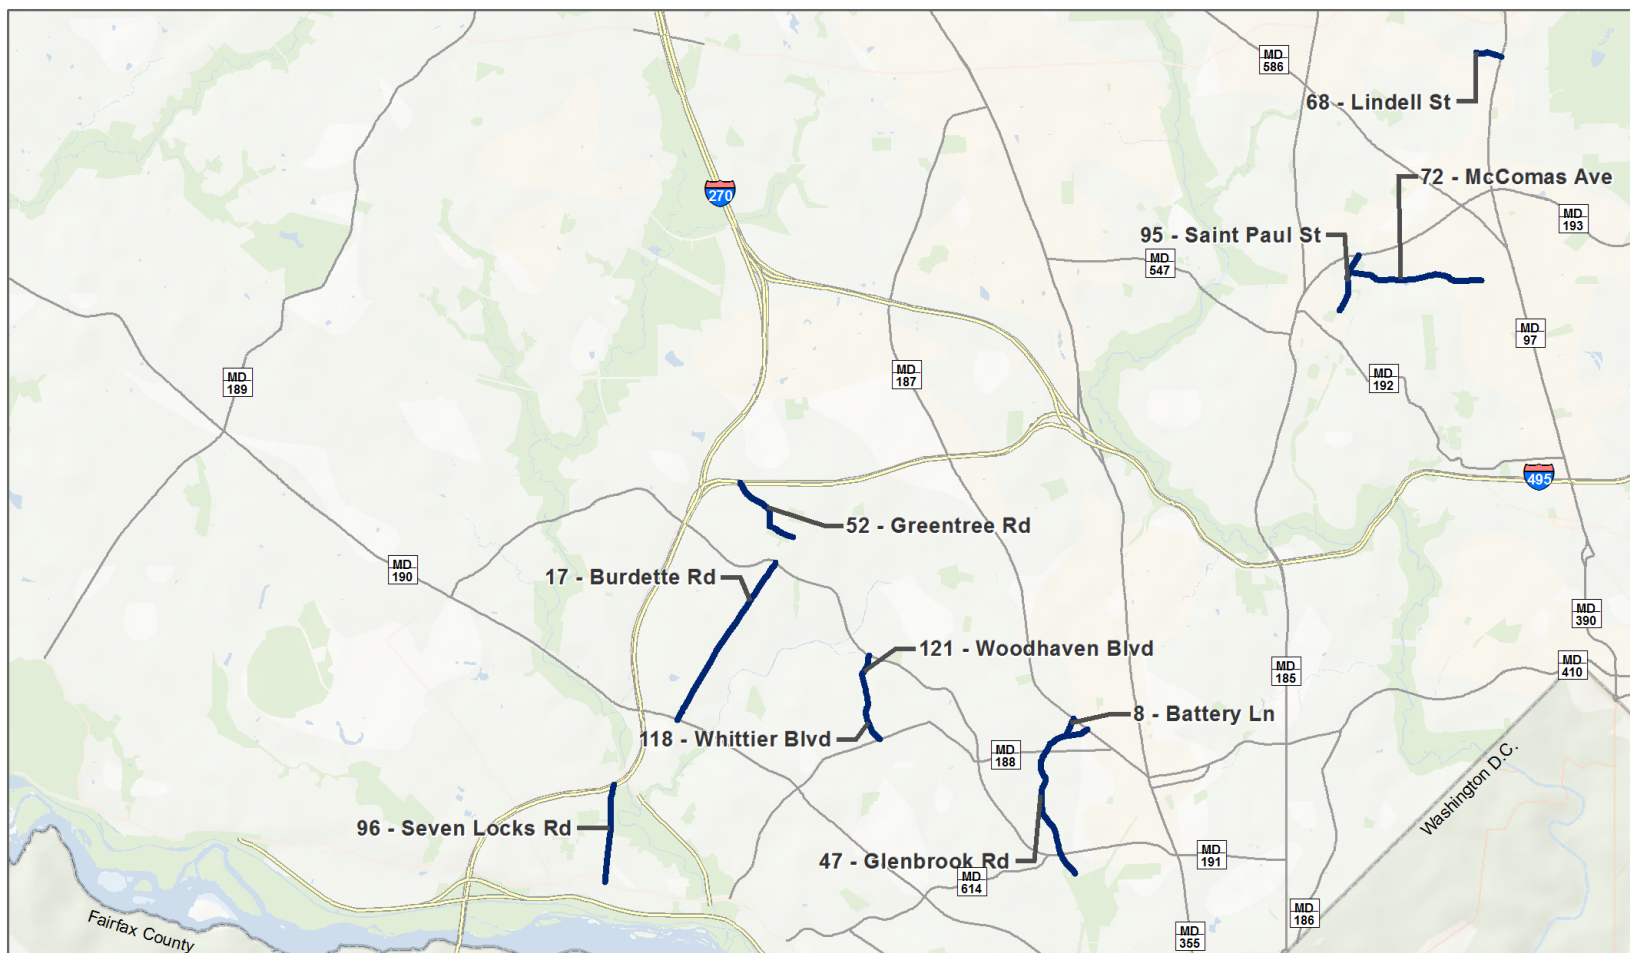 MD
586
68 - Lindell St
72 - McComas Ave
270
MD
193
95 - Saint Paul St
MD
547
MD
97
MD
189
MD
187
MD
192
495
52 - Greentree Rd
MD
190
17 - Burdette Rd
MD
390
121 - Woodhaven Blvd
MD
410
MD
185
8 - Battery Ln
118 - Whittier Blvd
MD
188
Washington D.C.
96 - Seven Locks Rd
47 - Glenbrook Rd
MD
191
MD
614
MD
186
Fairfax County
MD
355